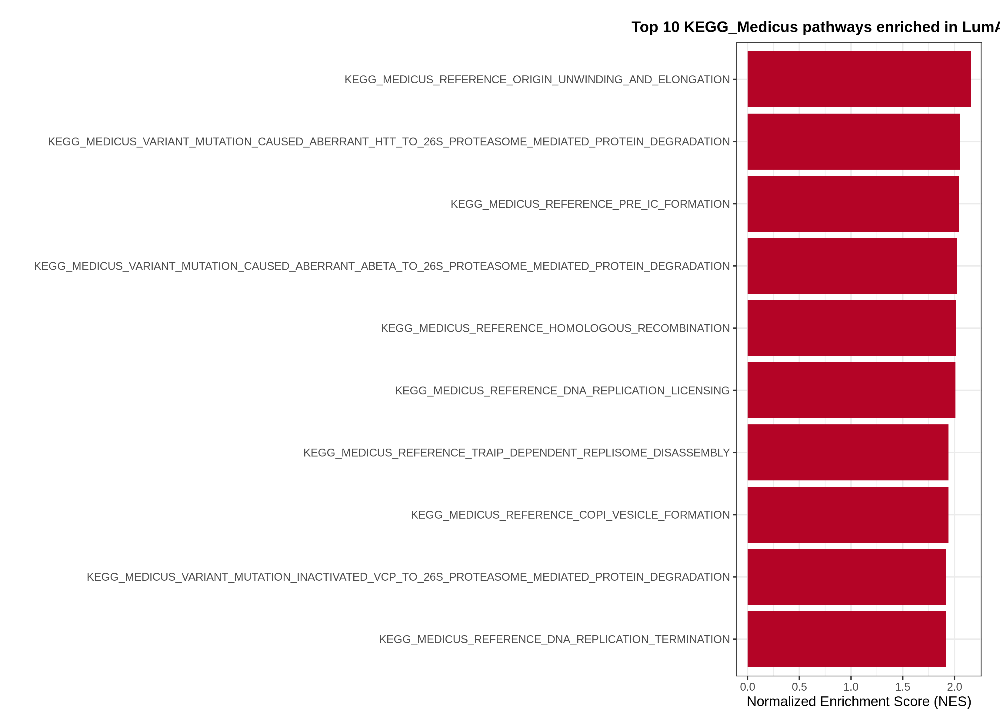 Top 10 KEGG_Medicus pathways enriched in LumA
KEGG_MEDICUS_REFERENCE_ORIGIN_UNWINDING_AND_ELONGATION
KEGG_MEDICUS_VARIANT_MUTATION_CAUSED_ABERRANT_HTT_TO_26S_PROTEASOME_MEDIATED_PROTEIN_DEGRADATION
KEGG_MEDICUS_REFERENCE_PRE_IC_FORMATION
KEGG_MEDICUS_VARIANT_MUTATION_CAUSED_ABERRANT_ABETA_TO_26S_PROTEASOME_MEDIATED_PROTEIN_DEGRADATION
KEGG_MEDICUS_REFERENCE_HOMOLOGOUS_RECOMBINATION
KEGG_MEDICUS_REFERENCE_DNA_REPLICATION_LICENSING
KEGG_MEDICUS_REFERENCE_TRAIP_DEPENDENT_REPLISOME_DISASSEMBLY
KEGG_MEDICUS_REFERENCE_COPI_VESICLE_FORMATION
KEGG_MEDICUS_VARIANT_MUTATION_INACTIVATED_VCP_TO_26S_PROTEASOME_MEDIATED_PROTEIN_DEGRADATION
KEGG_MEDICUS_REFERENCE_DNA_REPLICATION_TERMINATION
0.0 0.5 1.0 1.5 2.0
Normalized Enrichment Score (NES)